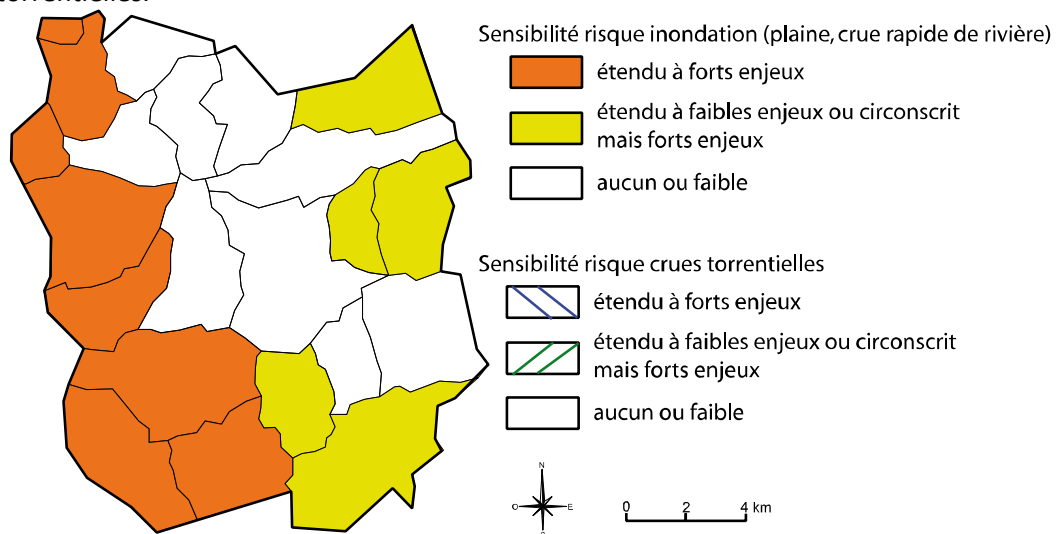 torrentielles.
Sensibilité risque inondation (plaine, crue rapide de rivière)
étendu à forts enjeux
étendu à faibles enjeux ou circonscrit
mais forts enjeux
aucun ou faible
Sensibilité risque crues torrentielles
étendu à forts enjeux
étendu à faibles enjeux ou circonscrit
mais forts enjeux
aucun ou faible
N
O E
S
0 2 4 km